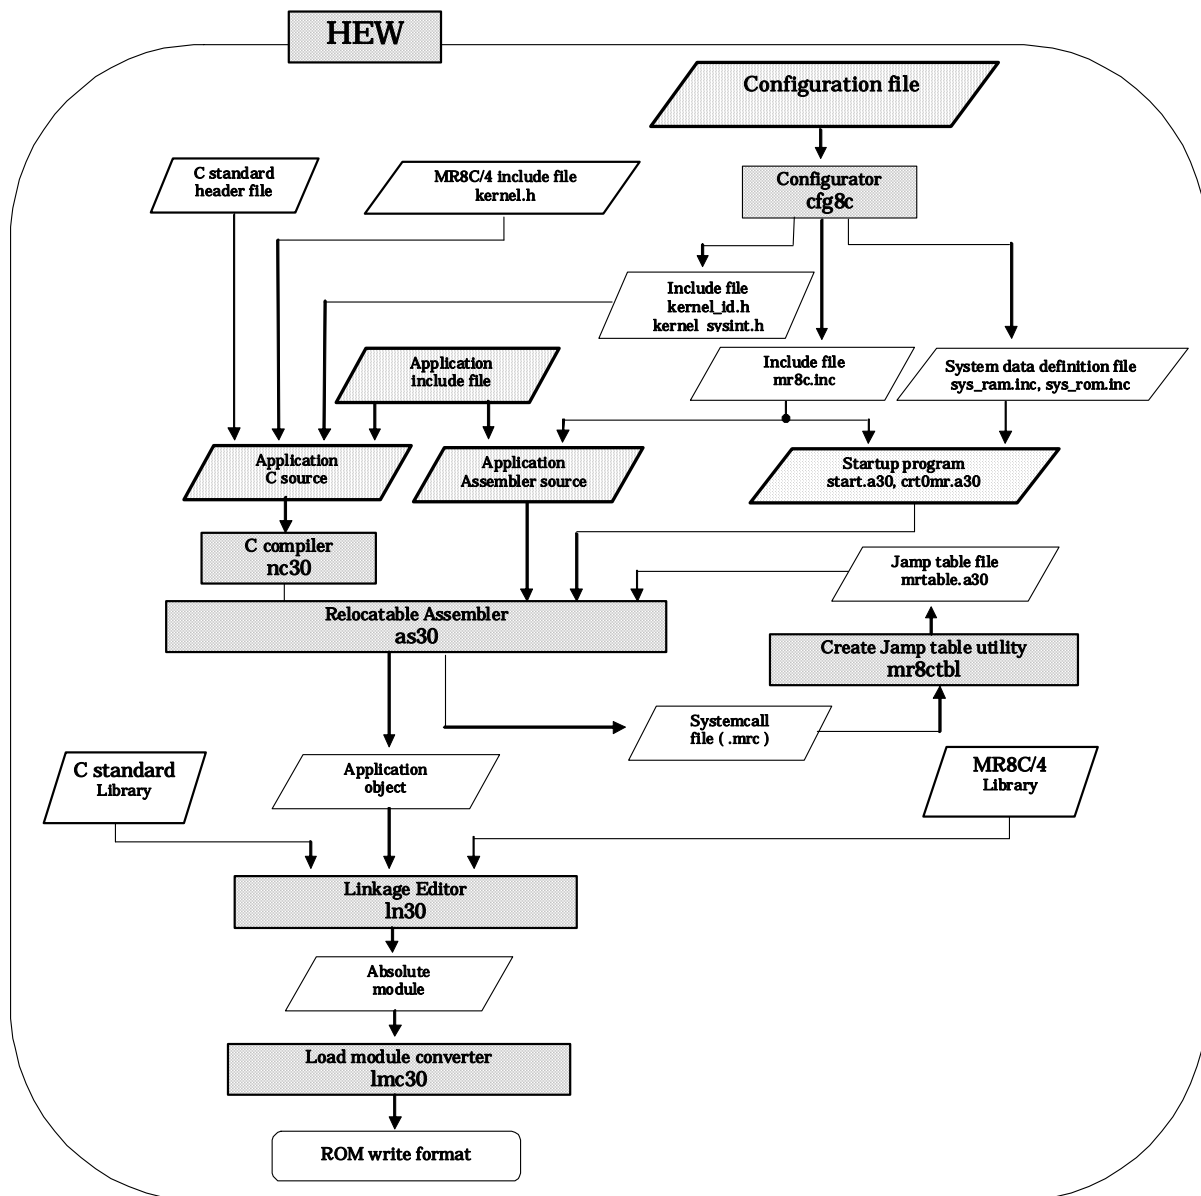 HEW
Configuration file
C standard
header file
MR8C/4 include file
kernel.h
Configurator
cfg8c
Include file
kernel_id.h
kernel_sysint.h
Application
include file
Include file
mr8c.inc
System data definition file
sys_ram.inc, sys_rom.inc
Application
C source
Application
Assembler source
Startup program
start.a30, crt0mr.a30
C compiler
nc30
Jamp table file
mrtable.a30
Relocatable Assembler
as30
Create Jamp table utility
mr8ctbl
Systemcall
file ( .mrc )
C standard
Library
Application
object
MR8C/4
Library
Linkage Editor
ln30
Absolute
module
Load module converter
lmc30
ROM write format